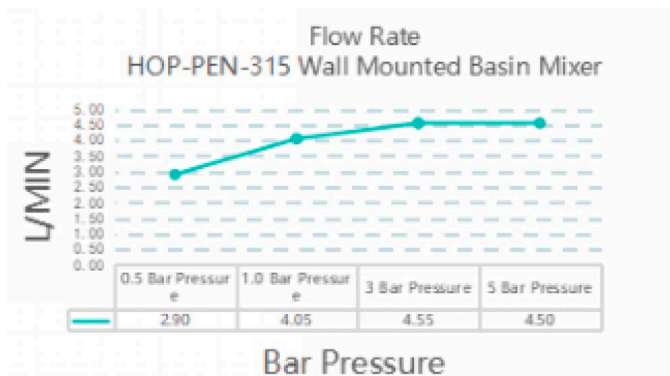 Flow Rate
HOP-PEN-315 Wall Mounted Basin Mixer
5.00
4.50
4.00
3.50
3.00
2.50
2.00
1.50
1.00
0.50
0.00
L/MIN
0.5 Bar Pressur
e
1.0 Bar Pressur
e
3 Bar Pressure
5 Bar Pressure
2.90
4.05
4.55
4.50
Bar Pressure